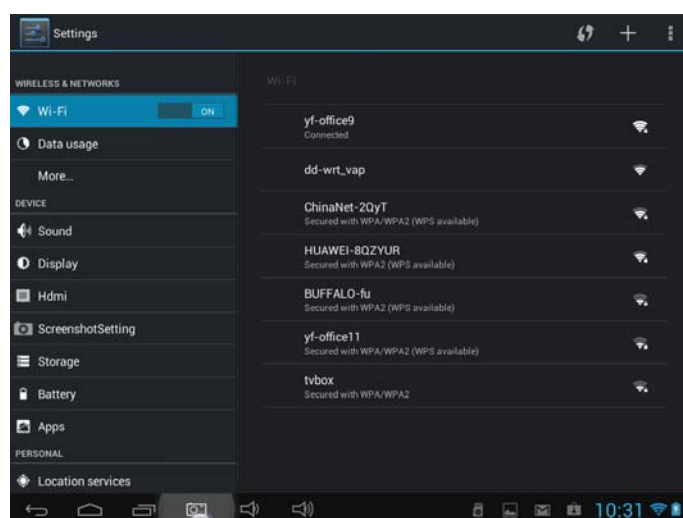 Settings
WIRELESS & NETWORKS
Wi-Fi
ON
Data usage
More...
DEVICE
Sound
Display
Hdmi
ScreenshotSetting
Storage
Battery
Apps
PERSONAL
Location services
Wi-Fi
yf-office9
Connected
dd-wrt_vap
ChinaNet-2QyT
Secured with WPA/WPA2 (WPS available)
HUAWEI-8QZYUR
Secured with WPA2 (WPS available)
BUFFALO-fu
Secured with WPA2 (WPS available)
yf-office11
Secured with WPA/WPA2 (WPS available)
tvbox
Secured with WPA/WPA2
10:31